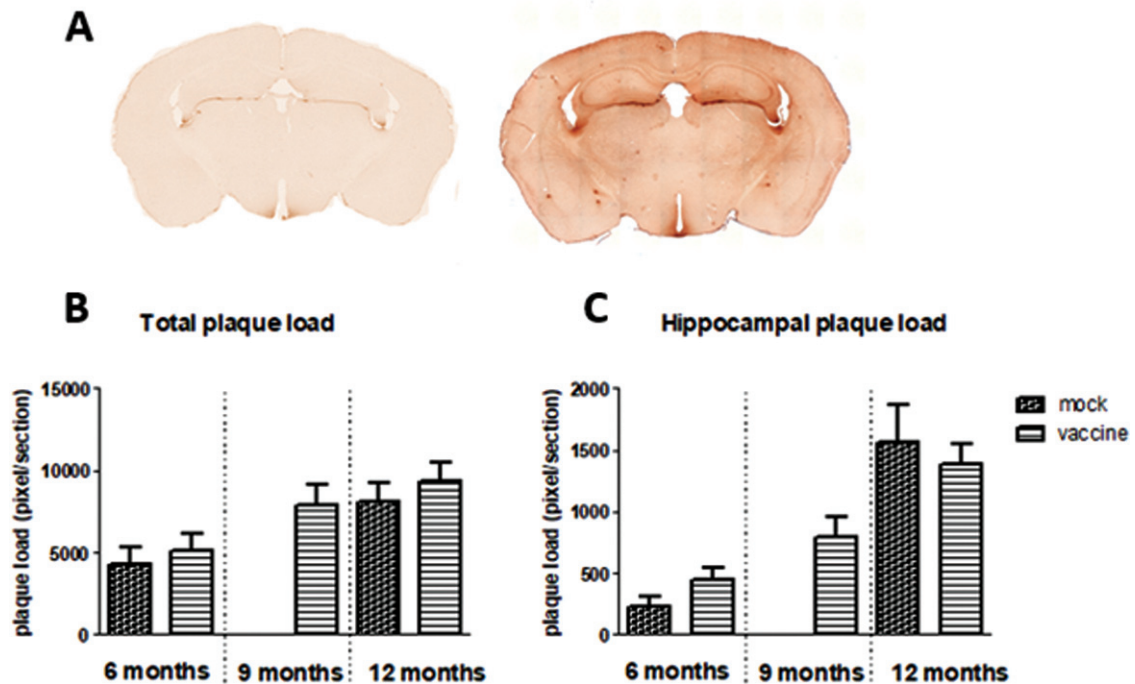 A
B
Total plaque load
plaque load (pixel/section)
15000
10000
5000
0
6 months
9 months
12 months
C
Hippocampal plaque load
plaque load (pixel/section)
2000
1500
1000
500
0
6 months
9 months
12 months
mock
vaccine